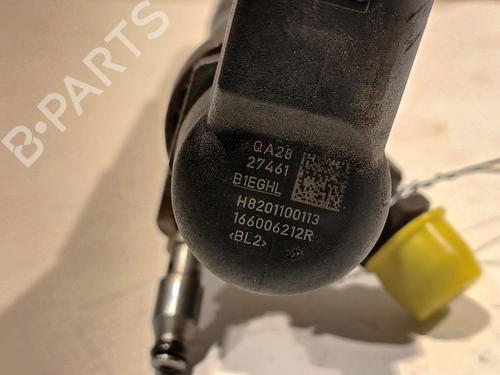 B·PARTS
QA28
27461
B1EGHL
H8201100113
166006212R
<BL2>